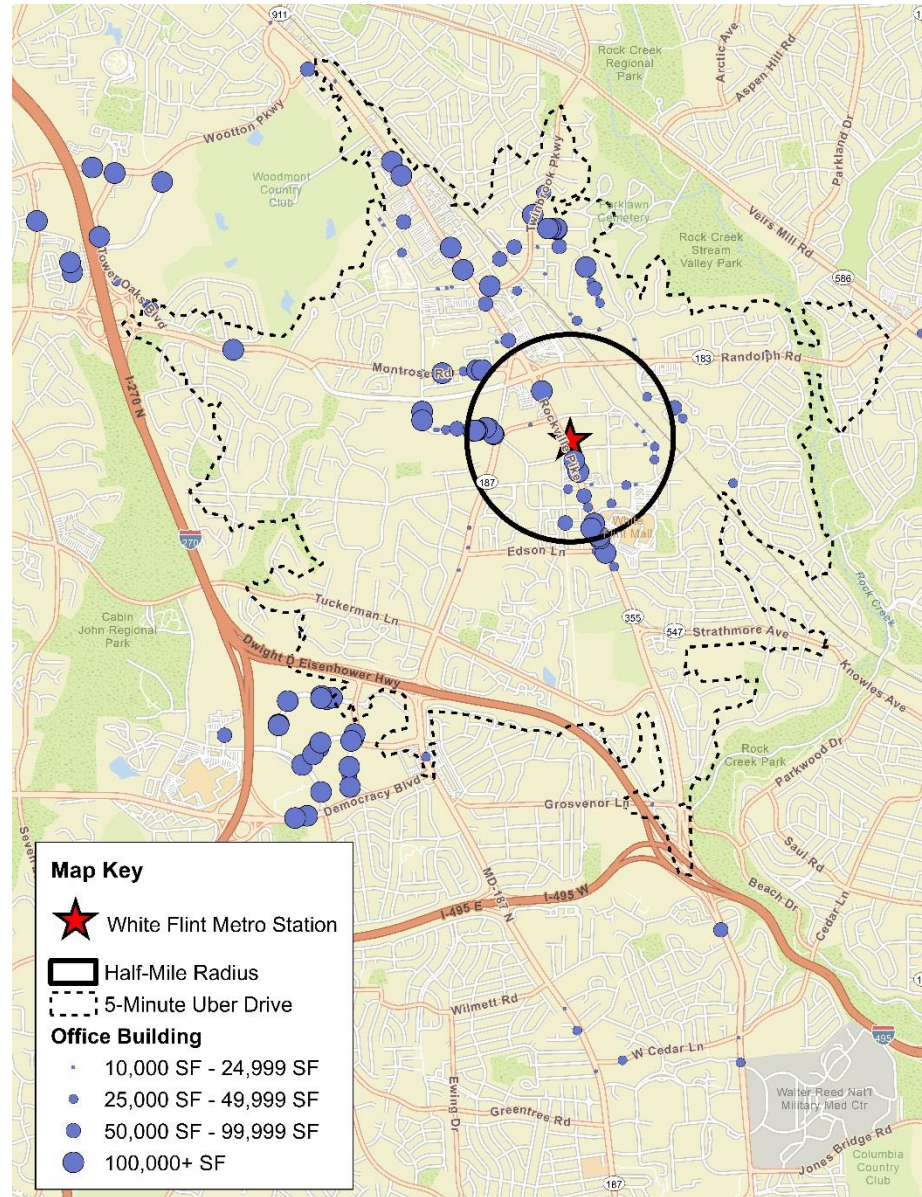 911
Rock Creek
Regional
Park
Arctic Ave
Aspen Hill Rd
Parkland Dr
Wootton Pkwy
Woodmont
Country
Club
Twinbrook Pkwy
Parklawn
Cemetery
Rock Creek
Stream
Valley Park
Veirs Mill Rd
586
Tower Oaks Blvd
I-270 N
Montrose Rd
183
Randolph Rd
Rockville Pike
187
White
Flint Mall
Edson Ln
270
Tuckerman Ln
355
547
Strathmore Ave
Rock Creek
Cabin
John Regional
Park
Dwight D Eisenhower Hwy
Knowles Ave
Rock
Creek Park
Parkwood Dr
Democracy Blvd
Grosvenor Ln
Saul Rd
Seven
Beach Dr
Cedar Ln
MD-187 N
I-495 E
I-495 W
Map Key
White Flint Metro Station
Half-Mile Radius
5-Minute Uber Drive
Office Building
10,000 SF - 24,999 SF
25,000 SF - 49,999 SF
50,000 SF - 99,999 SF
100,000+ SF
Wilmett Rd
495
W Cedar Ln
Walter Reed Nat'l
Military Med Ctr
Ewing Dr
Greentree Rd
Jones Bridge Rd
187
Columbia
Country
Club